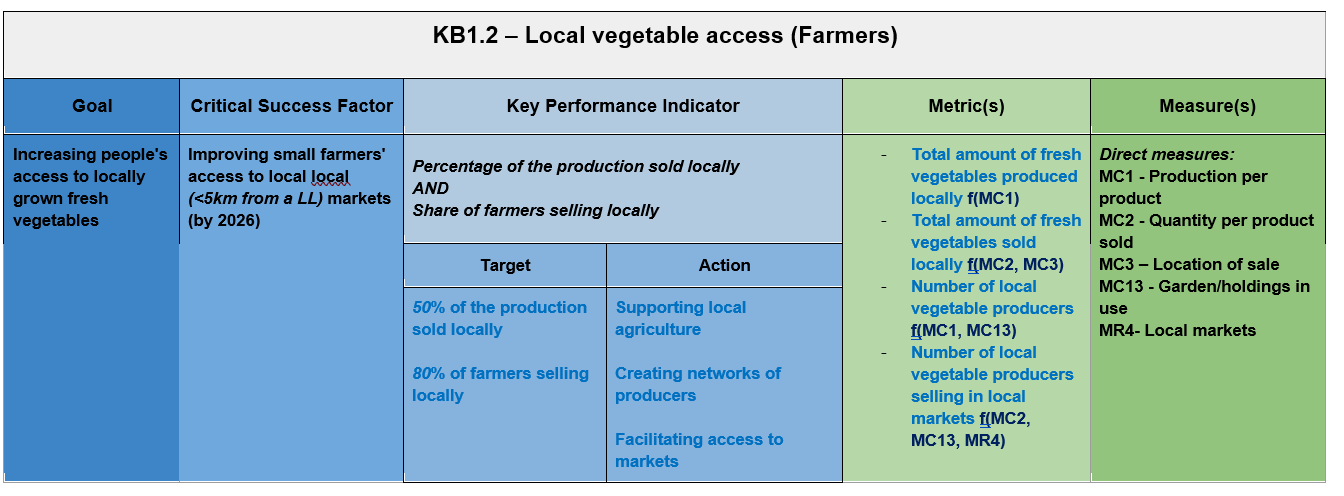 KB1.2 – Local vegetable access (Farmers)
Goal
Critical Success Factor
Key Performance Indicator
Metric(s)
Measure(s)
Increasing people's
access to locally
grown fresh
vegetables
Improving small farmers'
access to local local
(<5km from a LL) markets
(by 2026)
Percentage of the production sold locally
AND
Share of farmers selling locally
Target
Action
50% of the production
sold locally
80% of farmers selling
locally
Supporting local
agriculture
Creating networks of
producers
Facilitating access to
markets
- Total amount of fresh
vegetables produced
locally f(MC1)
- Total amount of fresh
vegetables sold
locally f(MC2, MC3)
- Number of local
vegetable producers
f(MC1, MC13)
- Number of local
vegetable producers
selling in local
markets f(MC2,
MC13, MR4)
Direct measures:
MC1 - Production per
product
MC2 - Quantity per product
sold
MC3 – Location of sale
MC13 - Garden/holdings in
use
MR4- Local markets